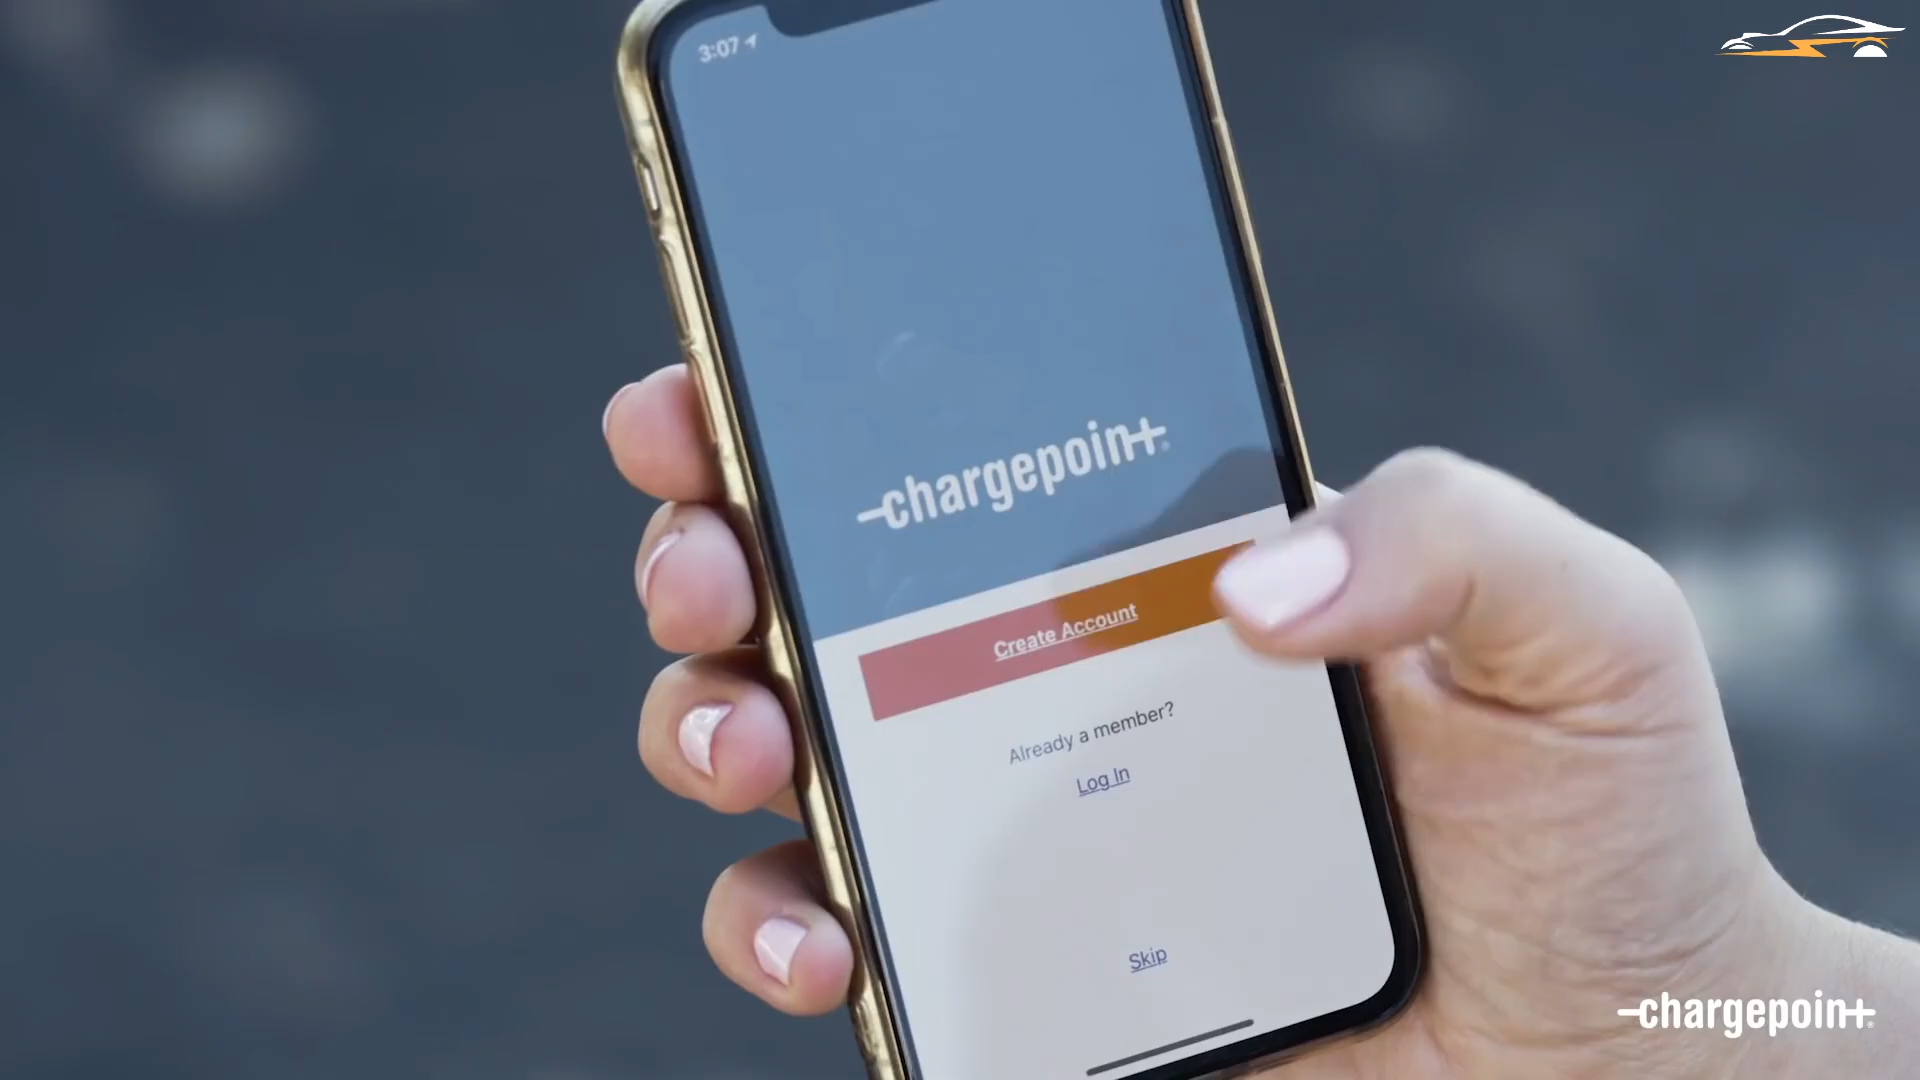 3:07
chargepoint®
Create Account
Already a member?
Log In
Skip
chargepoint®